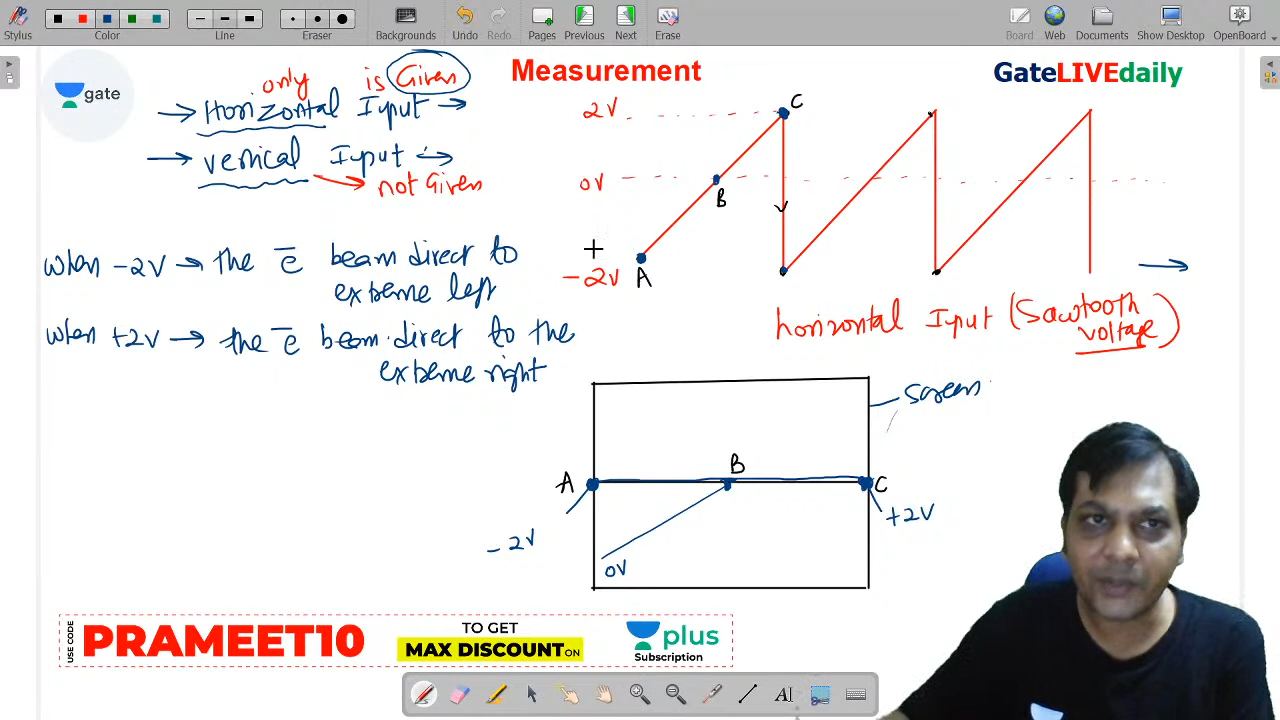 Stylus
Color
Line
Eraser
Backgrounds
Undo
Redo
Pages
Previous
Next
Erase
Board
Web
Documents
Show Desktop
OpenBoard
gate
only is Given
→ Horizontal Input →
→ vertical Input →
not Given
Measurement
GateLIVEdaily
2V
C
0V
B
+
-2V
A
horizontal Input (Sawtooth
voltage)
when -2V → the e̅ beam direct to
extreme left
when +2V → the e̅ beam direct to the
extreme right
Screen
A
B
C
-2V
0V
+2V
USE CODE
PRAMEET10
TO GET
MAX DISCOUNT ON
plus
Subscription
A